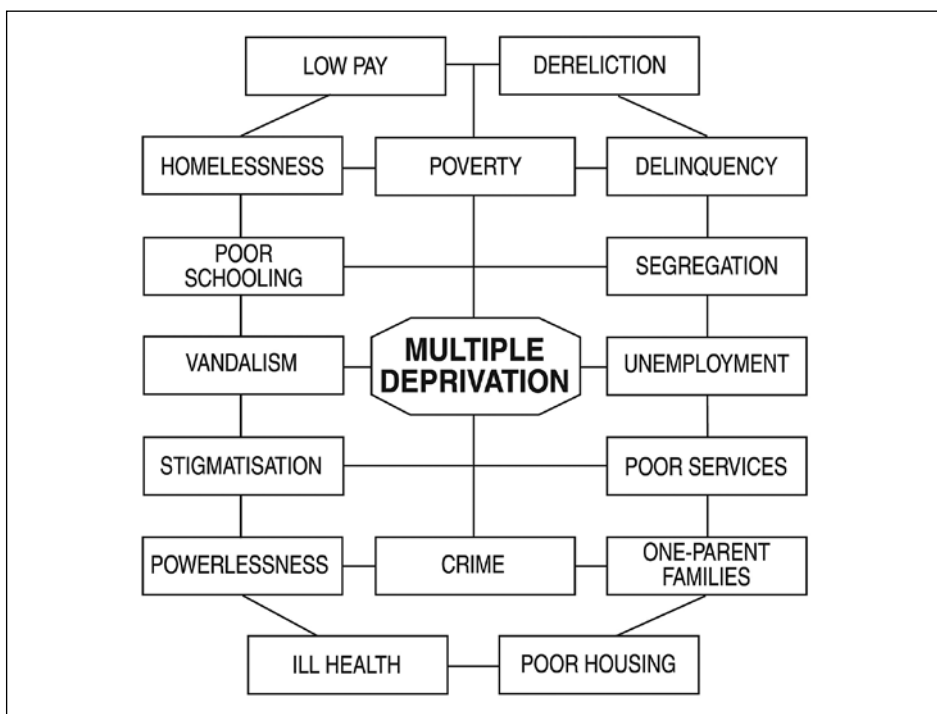 LOW PAY
DERELICTION
HOMELESSNESS
POVERTY
DELINQUENCY
POOR
SCHOOLING
SEGREGATION
VANDALISM
MULTIPLE
DEPRIVATION
UNEMPLOYMENT
STIGMATISATION
POOR SERVICES
POWERLESSNESS
CRIME
ONE-PARENT
FAMILIES
ILL HEALTH
POOR HOUSING